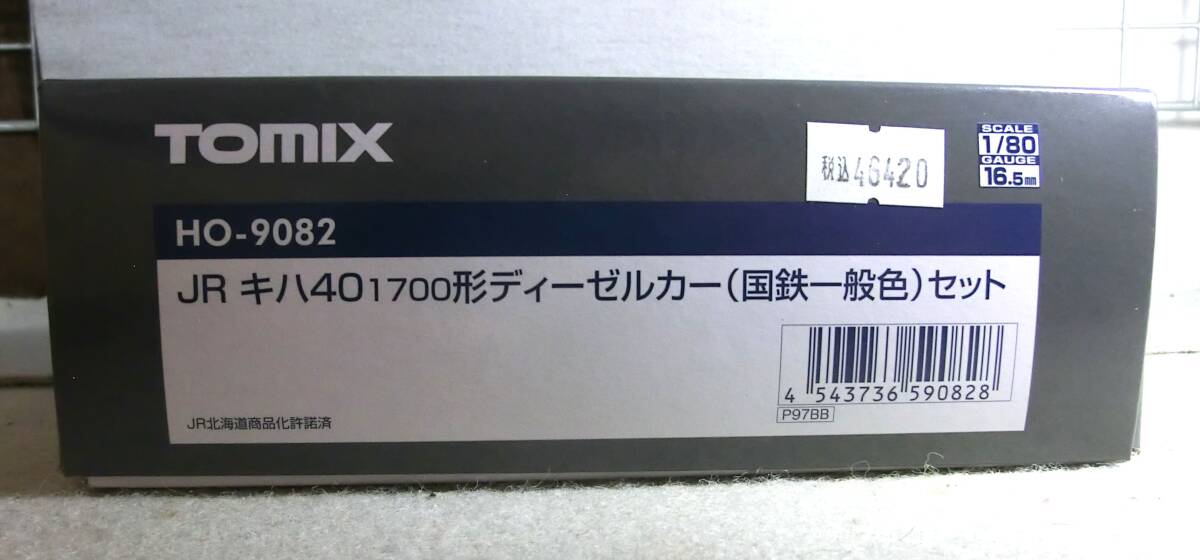 TOMIX
税込46420
SCALE
1/80
GAUGE
16.5mm
HO-9082
JR キハ40 1700形ディーゼルカー(国鉄一般色)セット
4 543736 590828
P97BB
JR北海道商品化許諾済